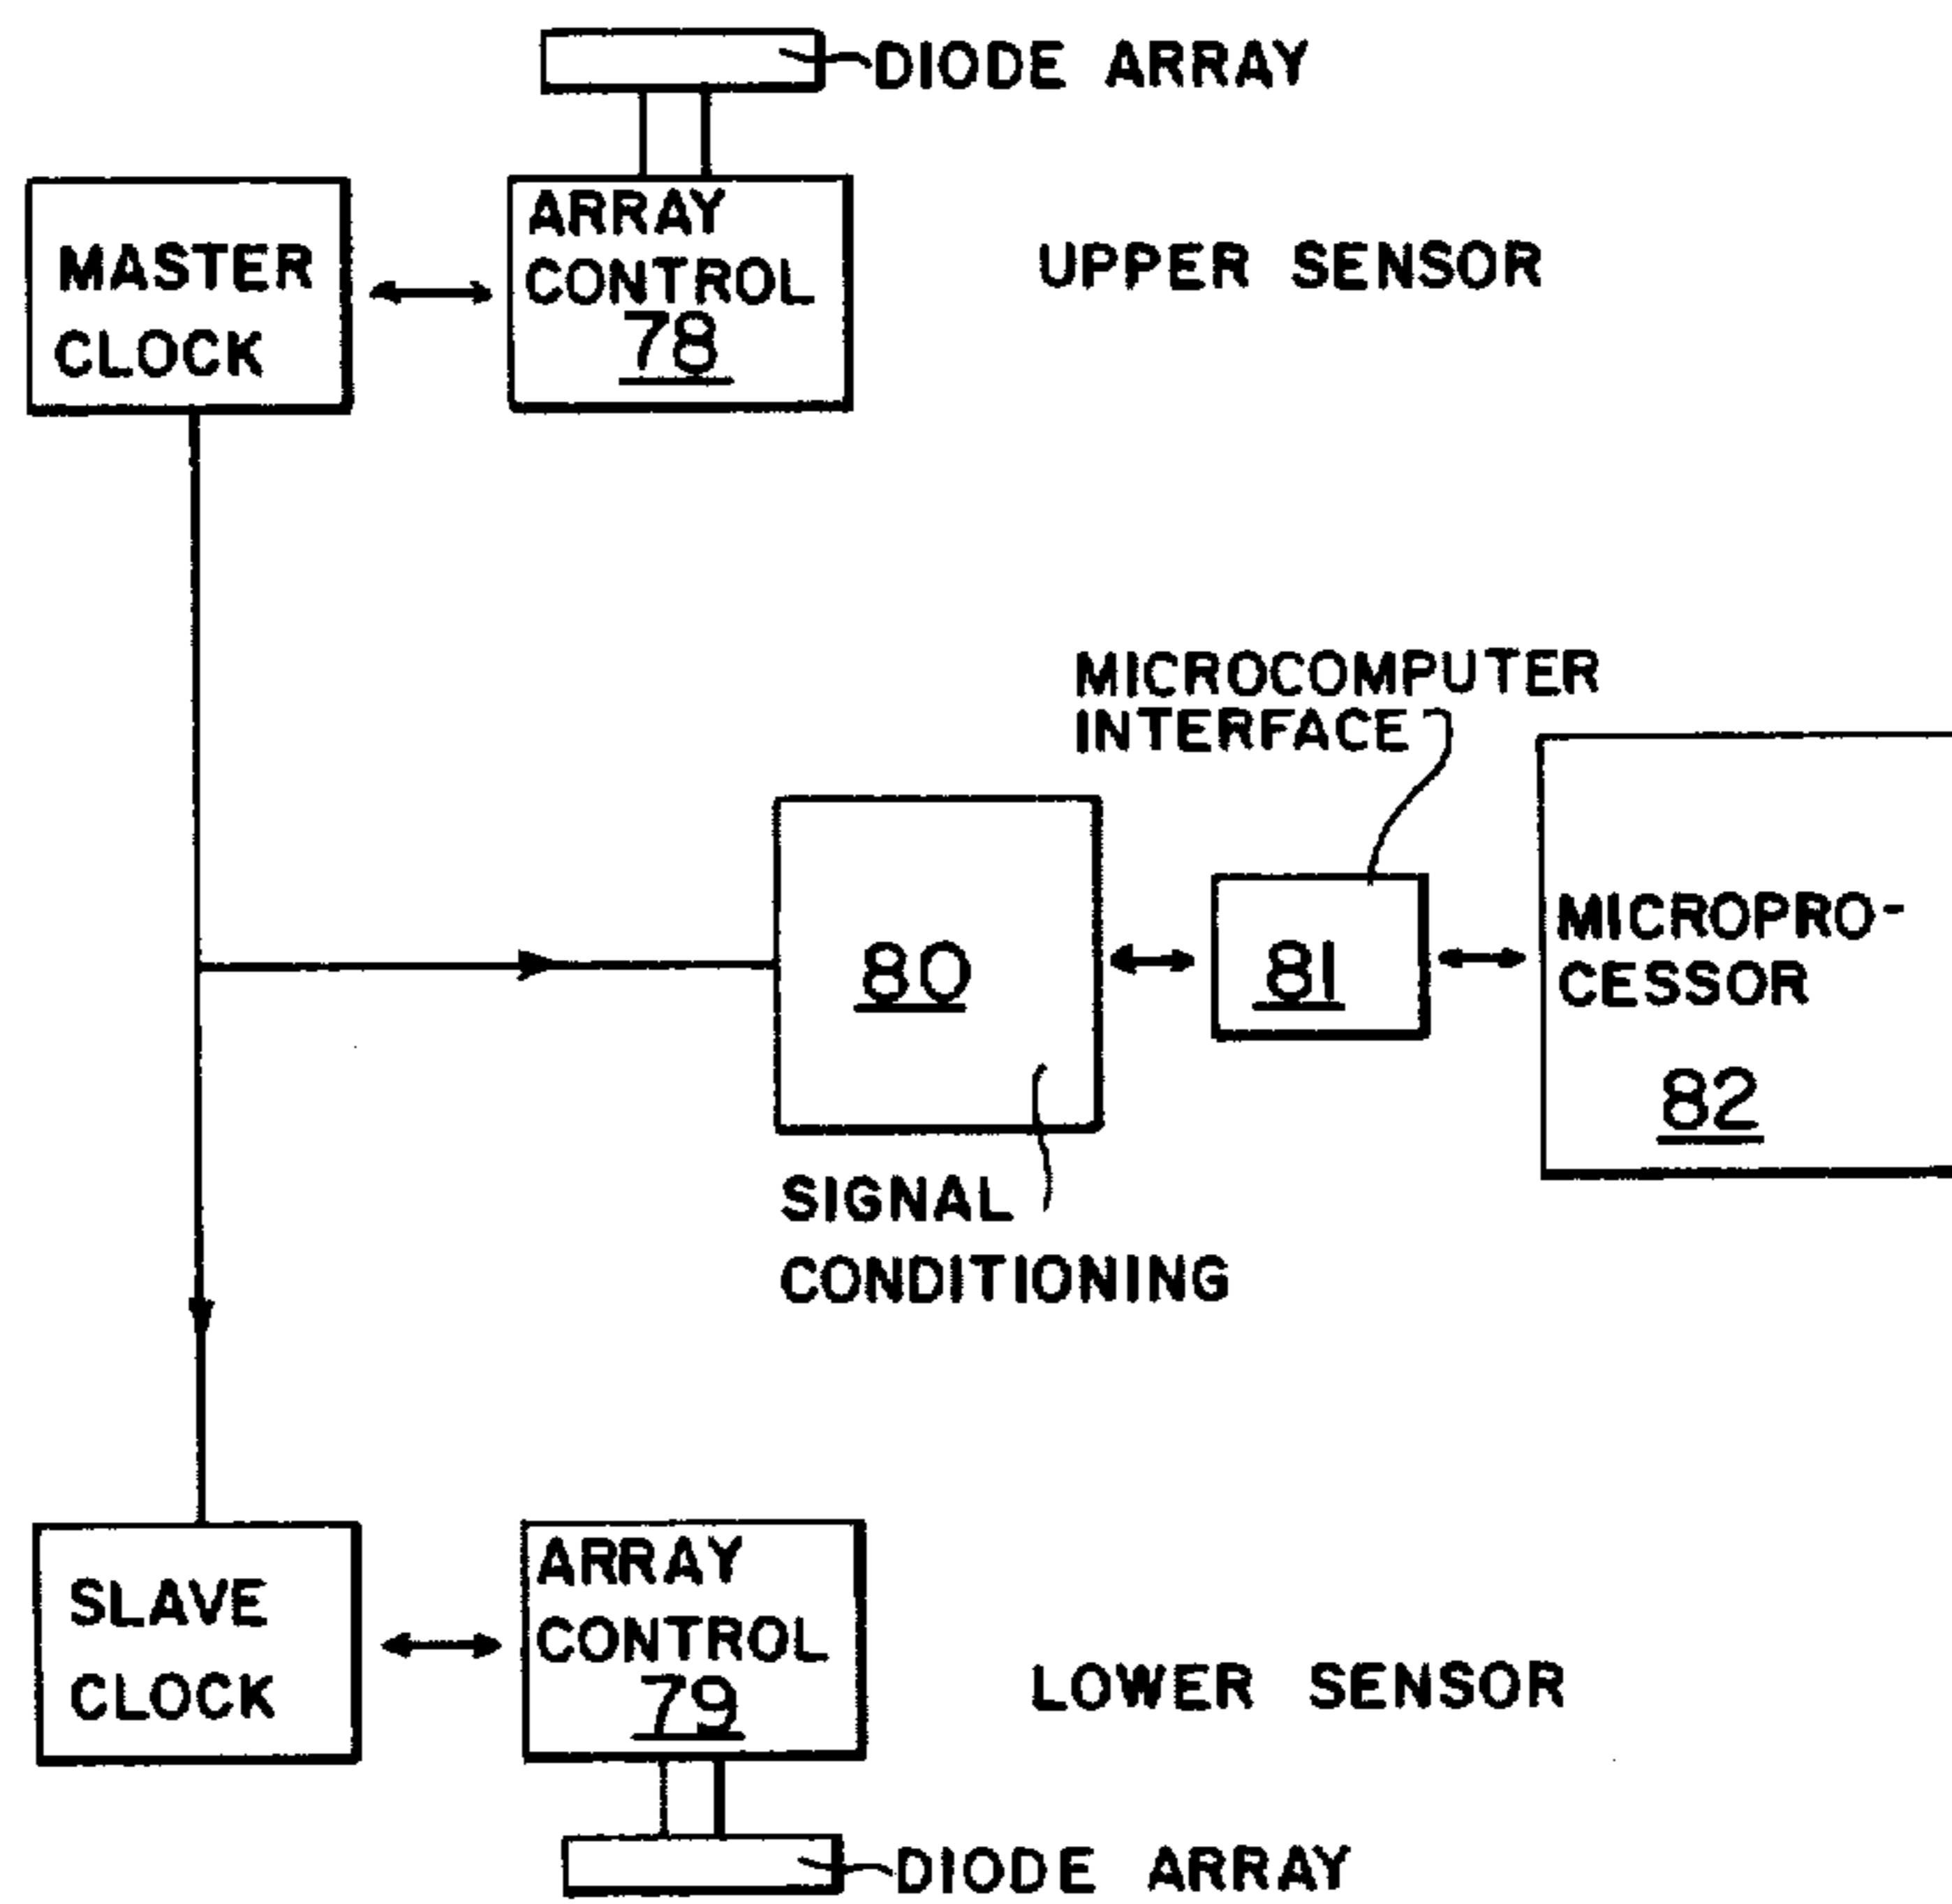 DIODE ARRAY
MASTER
CLOCK
ARRAY
CONTROL
78
UPPER SENSOR
MICROCOMPUTER
INTERFACE
80
81
MICROPRO-
CESSOR
82
SIGNAL
CONDITIONING
SLAVE
CLOCK
ARRAY
CONTROL
79
LOWER SENSOR
DIODE ARRAY